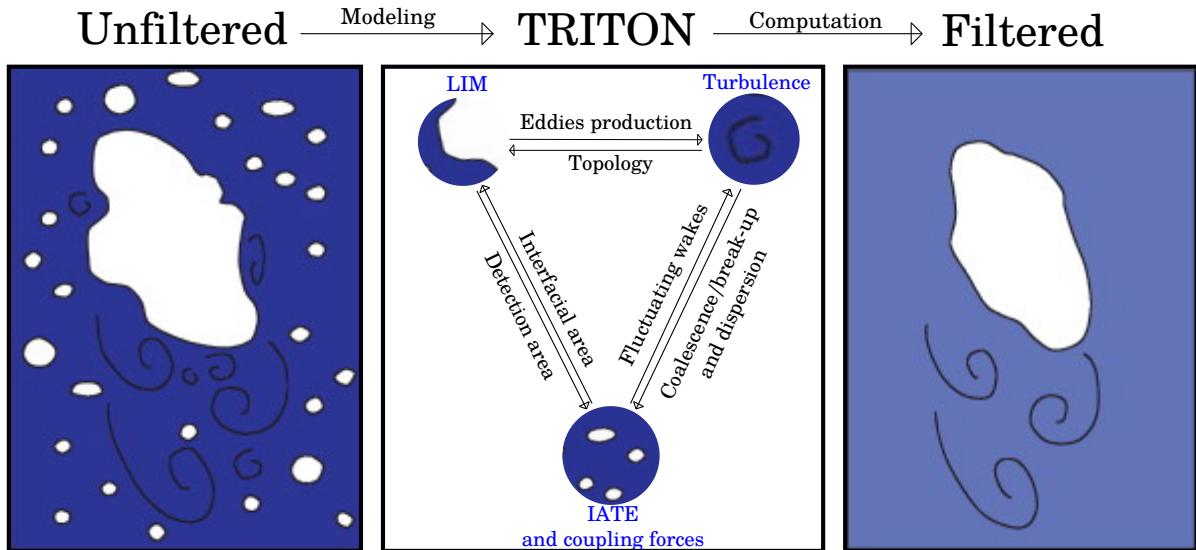 Unfiltered
Modeling
TRITON
Computation
Filtered
LIM
Turbulence
Eddies production
Topology
Interfacial area
Detection area
Fluctuating wakes
Coalescence/break-up
and dispersion
IATE
and coupling forces